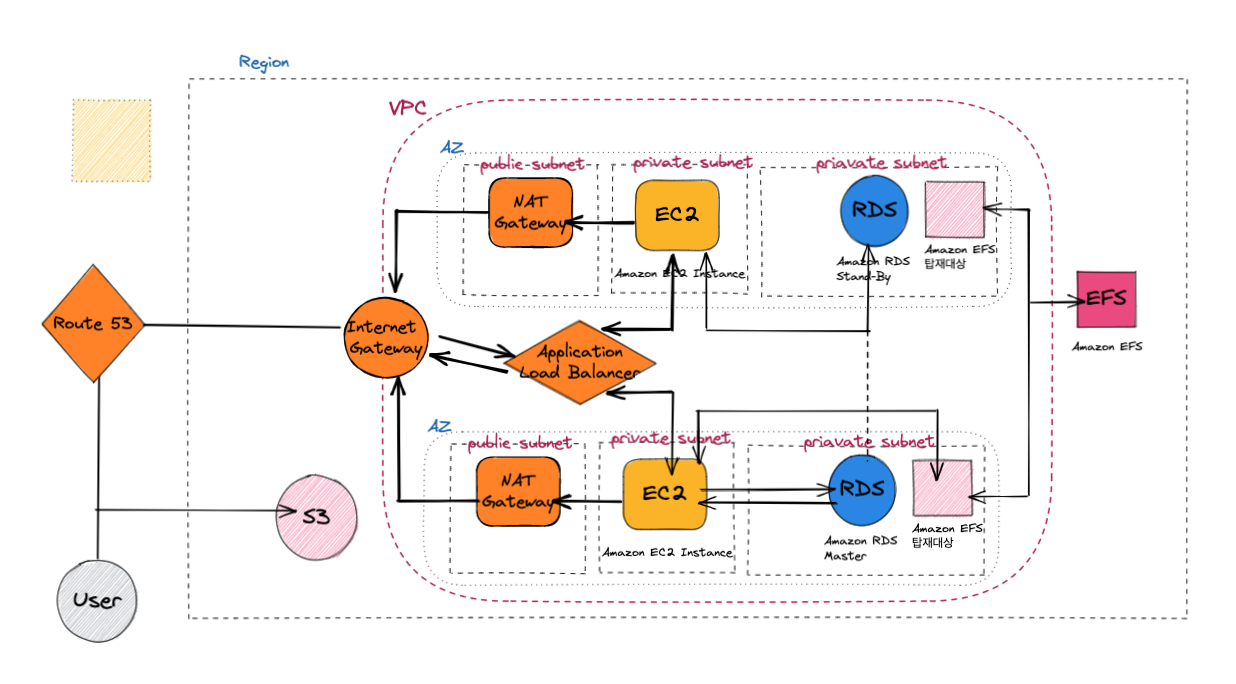 Region
VPC
AZ
public-subnet
private-subnet
priavate subnet
NAT
Gateway
EC2
RDS
Amazon EC2 Instance
Amazon RDS
Stand-By
Amazon EFS
탑재대상
EFS
Amazon EFS
Route 53
Internet
Gateway
Application
Load Balancer
AZ
public-subnet
private subnet
priavate subnet
NAT
Gateway
EC2
RDS
Amazon EC2 Instance
Amazon RDS
Master
Amazon EFS
탑재대상
S3
User